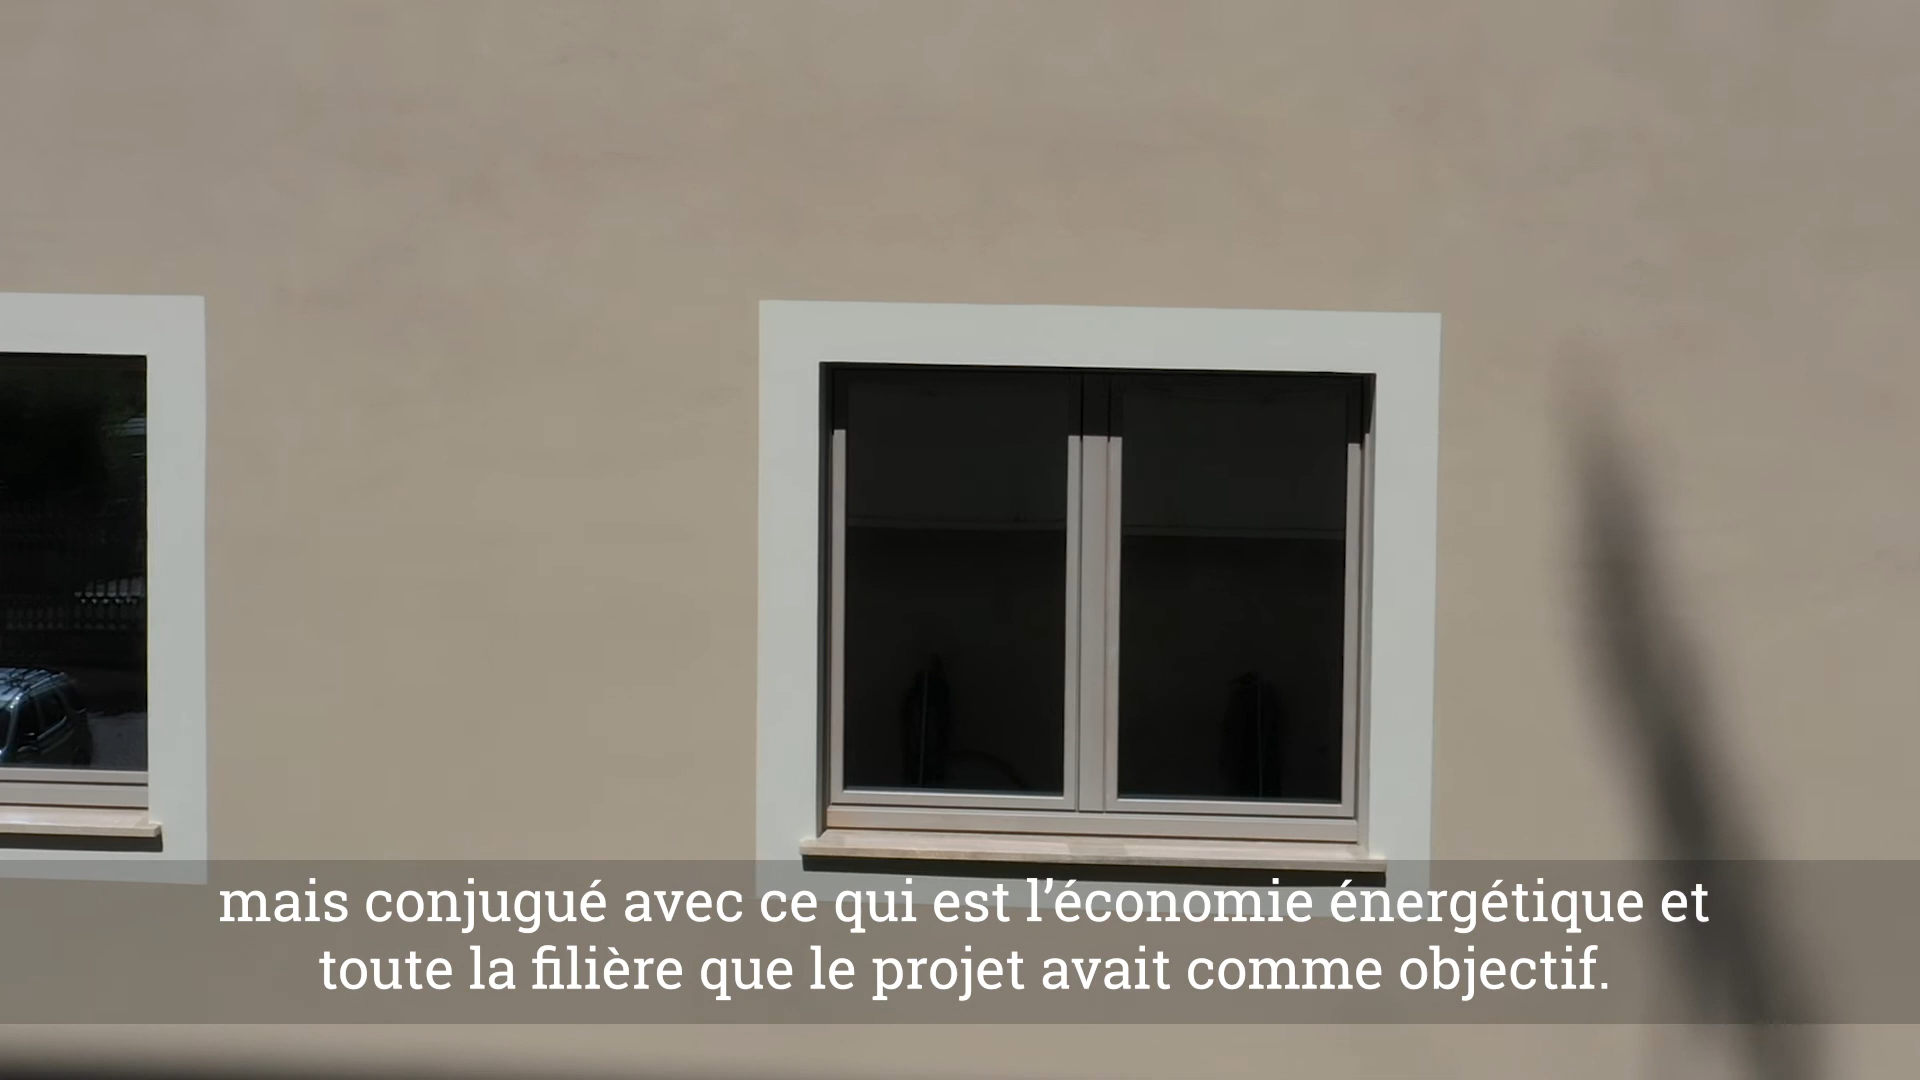 mais conjugué avec ce qui est l’économie énergétique et
toute la filière que le projet avait comme objectif.